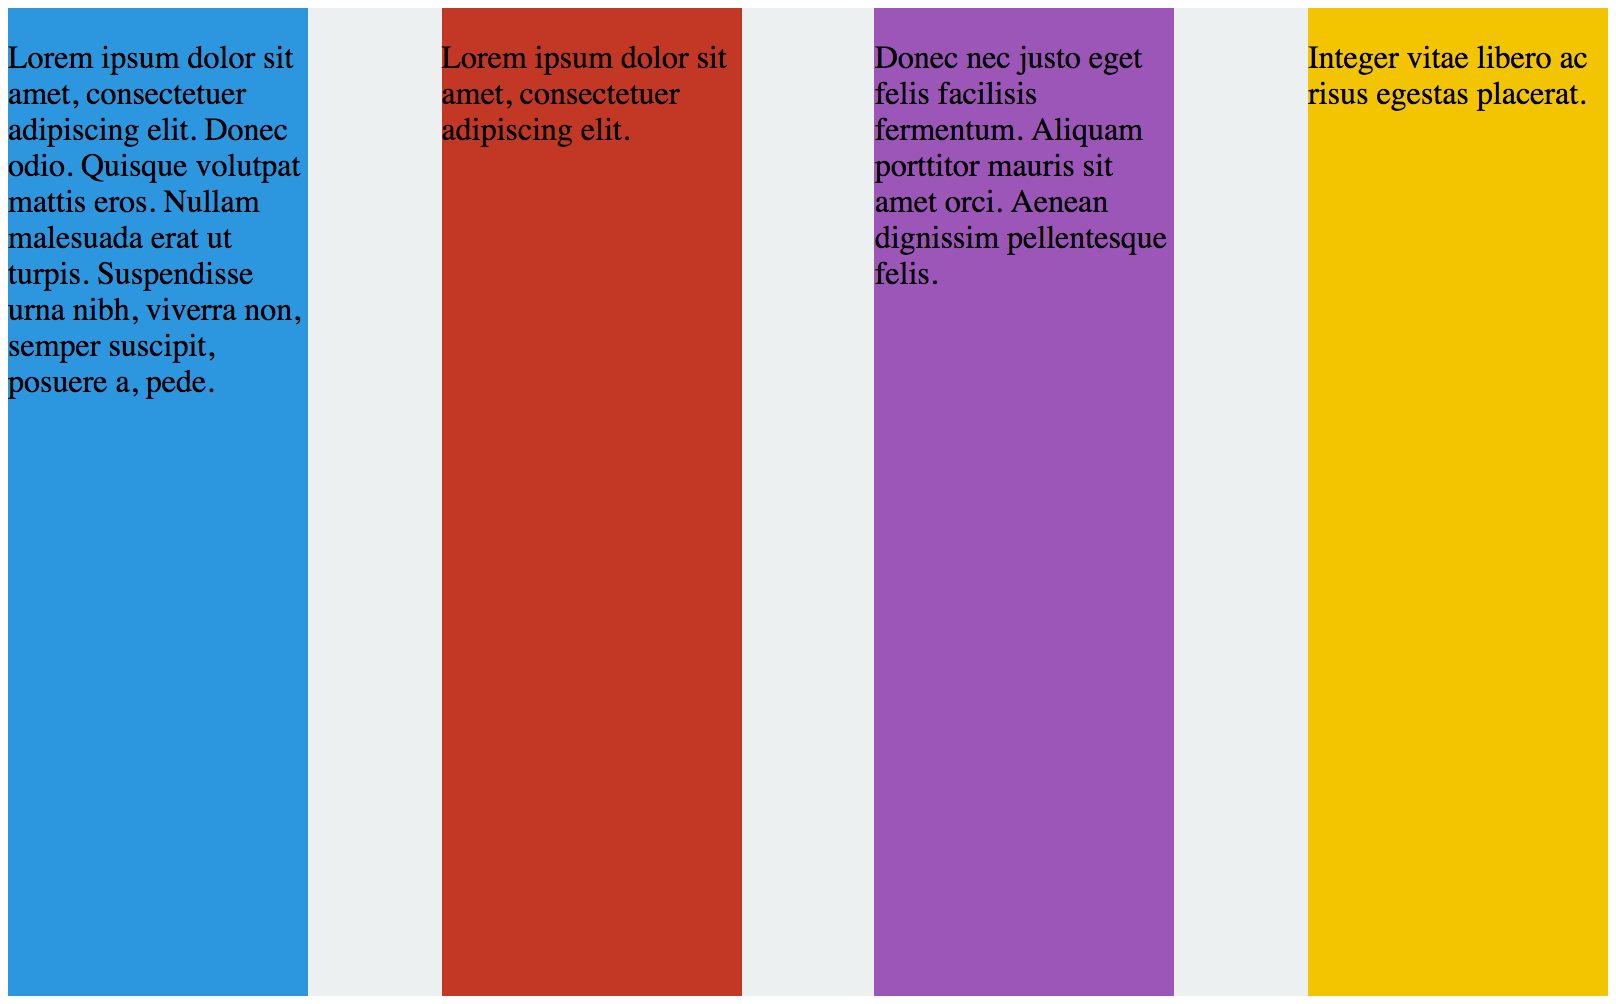 Lorem ipsum dolor sit
amet, consectetuer
adipiscing elit. Donec
odio. Quisque volutpat
mattis eros. Nullam
malesuada erat ut
turpis. Suspendisse
urna nibh, viverra non,
semper suscipit,
posuere a, pede.
Lorem ipsum dolor sit
amet, consectetuer
adipiscing elit.
Donec nec justo eget
felis facilisis
fermentum. Aliquam
porttitor mauris sit
amet orci. Aenean
dignissim pellentesque
felis.
Integer vitae libero ac
risus egestas placerat.